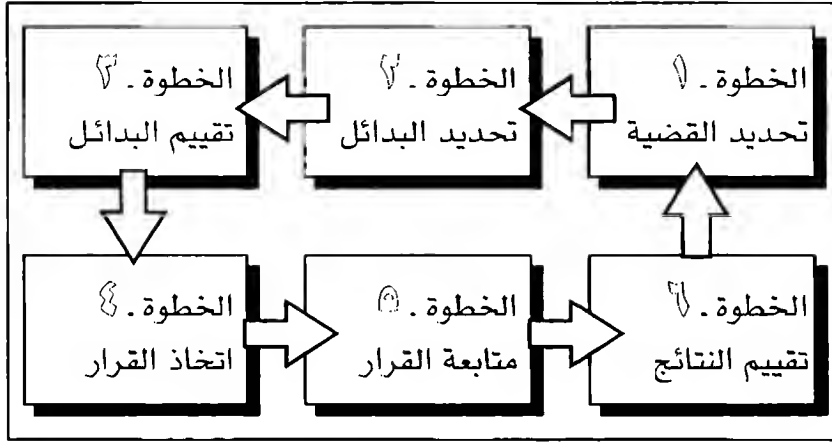 الخطوة . ١
تحديد القضية
الخطوة . ٢
تحديد البدائل
الخطوة . ٣
تقييم البدائل
الخطوة . ٤
اتخاذ القرار
الخطوة . ٥
متابعة القرار
الخطوة . ٦
تقييم النتائج